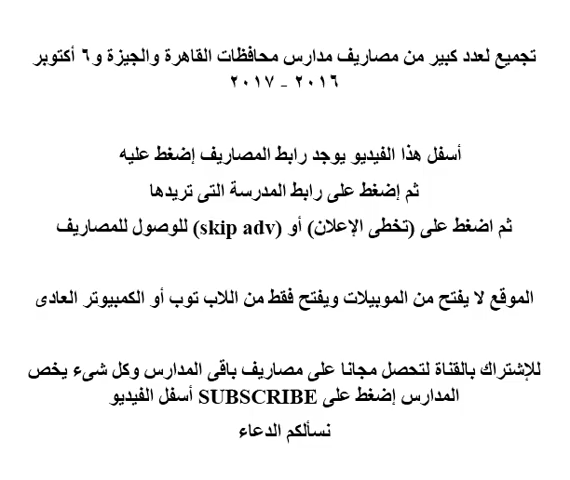 تجميع لعدد كبير من مصاريف مدارس محافظات القاهرة والجيزة و٦ أكتوبر
٢٠١٦ - ٢٠١٧
أسفل هذا الفيديو يوجد رابط المصاريف إضغط عليه
ثم إضغط على رابط المدرسة التى تريدها
ثم اضغط على (تخطى الإعلان) أو (skip adv) للوصول للمصاريف
الموقع لا يفتح من الموبيلات ويفتح فقط من اللاب توب أو الكمبيوتر العادى
للإشتراك بالقناة لتحصل مجانا على مصاريف باقى المدارس وكل شىء يخص
المدارس إضغط على SUBSCRIBE أسفل الفيديو
نسألكم الدعاء